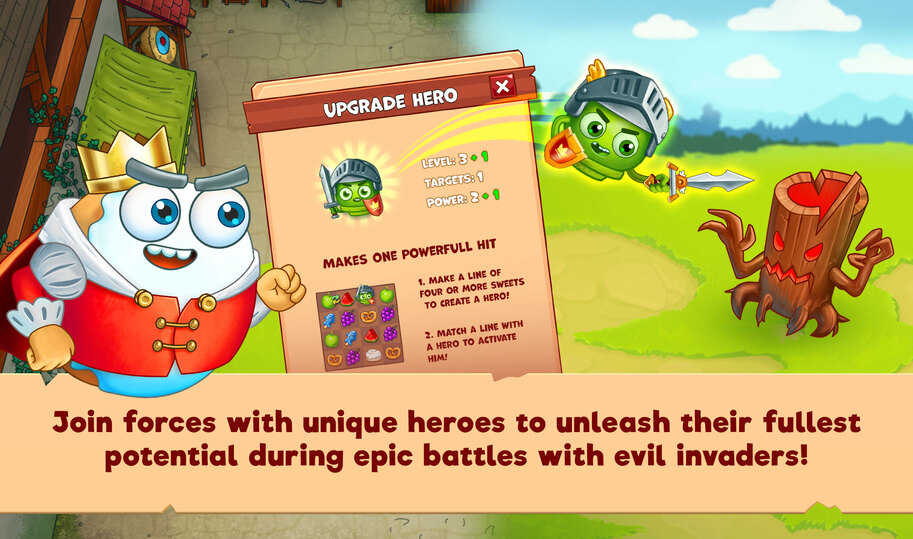 UPGRADE HERO
X
LEVEL: 3 + 1
TARGETS: 1
POWER: 2 + 1
MAKES ONE POWERFULL HIT
1. MAKE A LINE OF
FOUR OR MORE SWEETS
TO CREATE A HERO!
2. MATCH A LINE WITH
A HERO TO ACTIVATE
HIM!
Join forces with unique heroes to unleash their fullest
potential during epic battles with evil invaders!